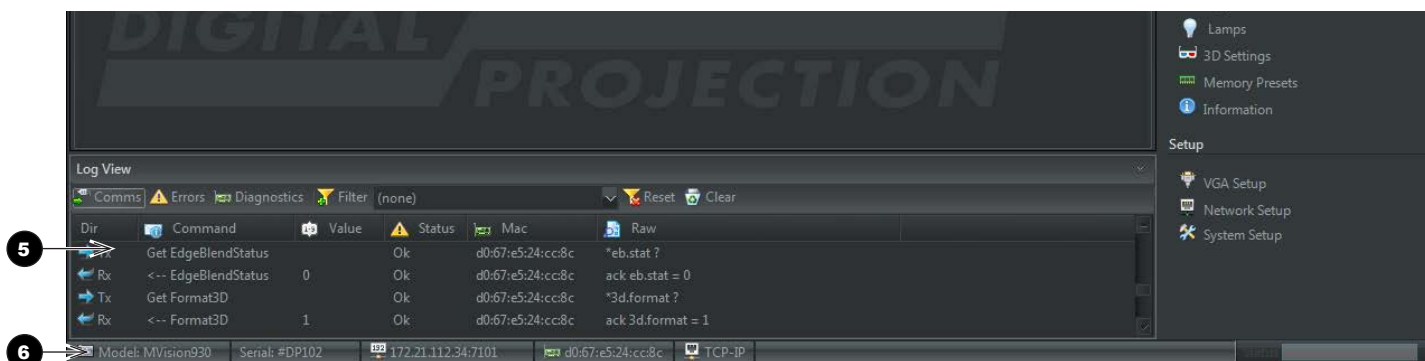 DIGITAL
PROJECTION
Lamps
3D Settings
Memory Presets
Information
Setup
VGA Setup
Network Setup
System Setup
Log View
Comms Errors Diagnostics Filter (none) Reset Clear
Dir Command Value Status Mac Raw
5
Tx Get EdgeBlendStatus Ok d0:67:e5:24:cc:8c *eb.stat ?
Rx <-- EdgeBlendStatus 0 Ok d0:67:e5:24:cc:8c ack eb.stat = 0
Tx Get Format3D Ok d0:67:e5:24:cc:8c *3d.format ?
Rx <-- Format3D 1 Ok d0:67:e5:24:cc:8c ack 3d.format = 1
6
Model: MVision930 Serial: #DP102 172.21.112.34:7101 d0:67:e5:24:cc:8c TCP-IP